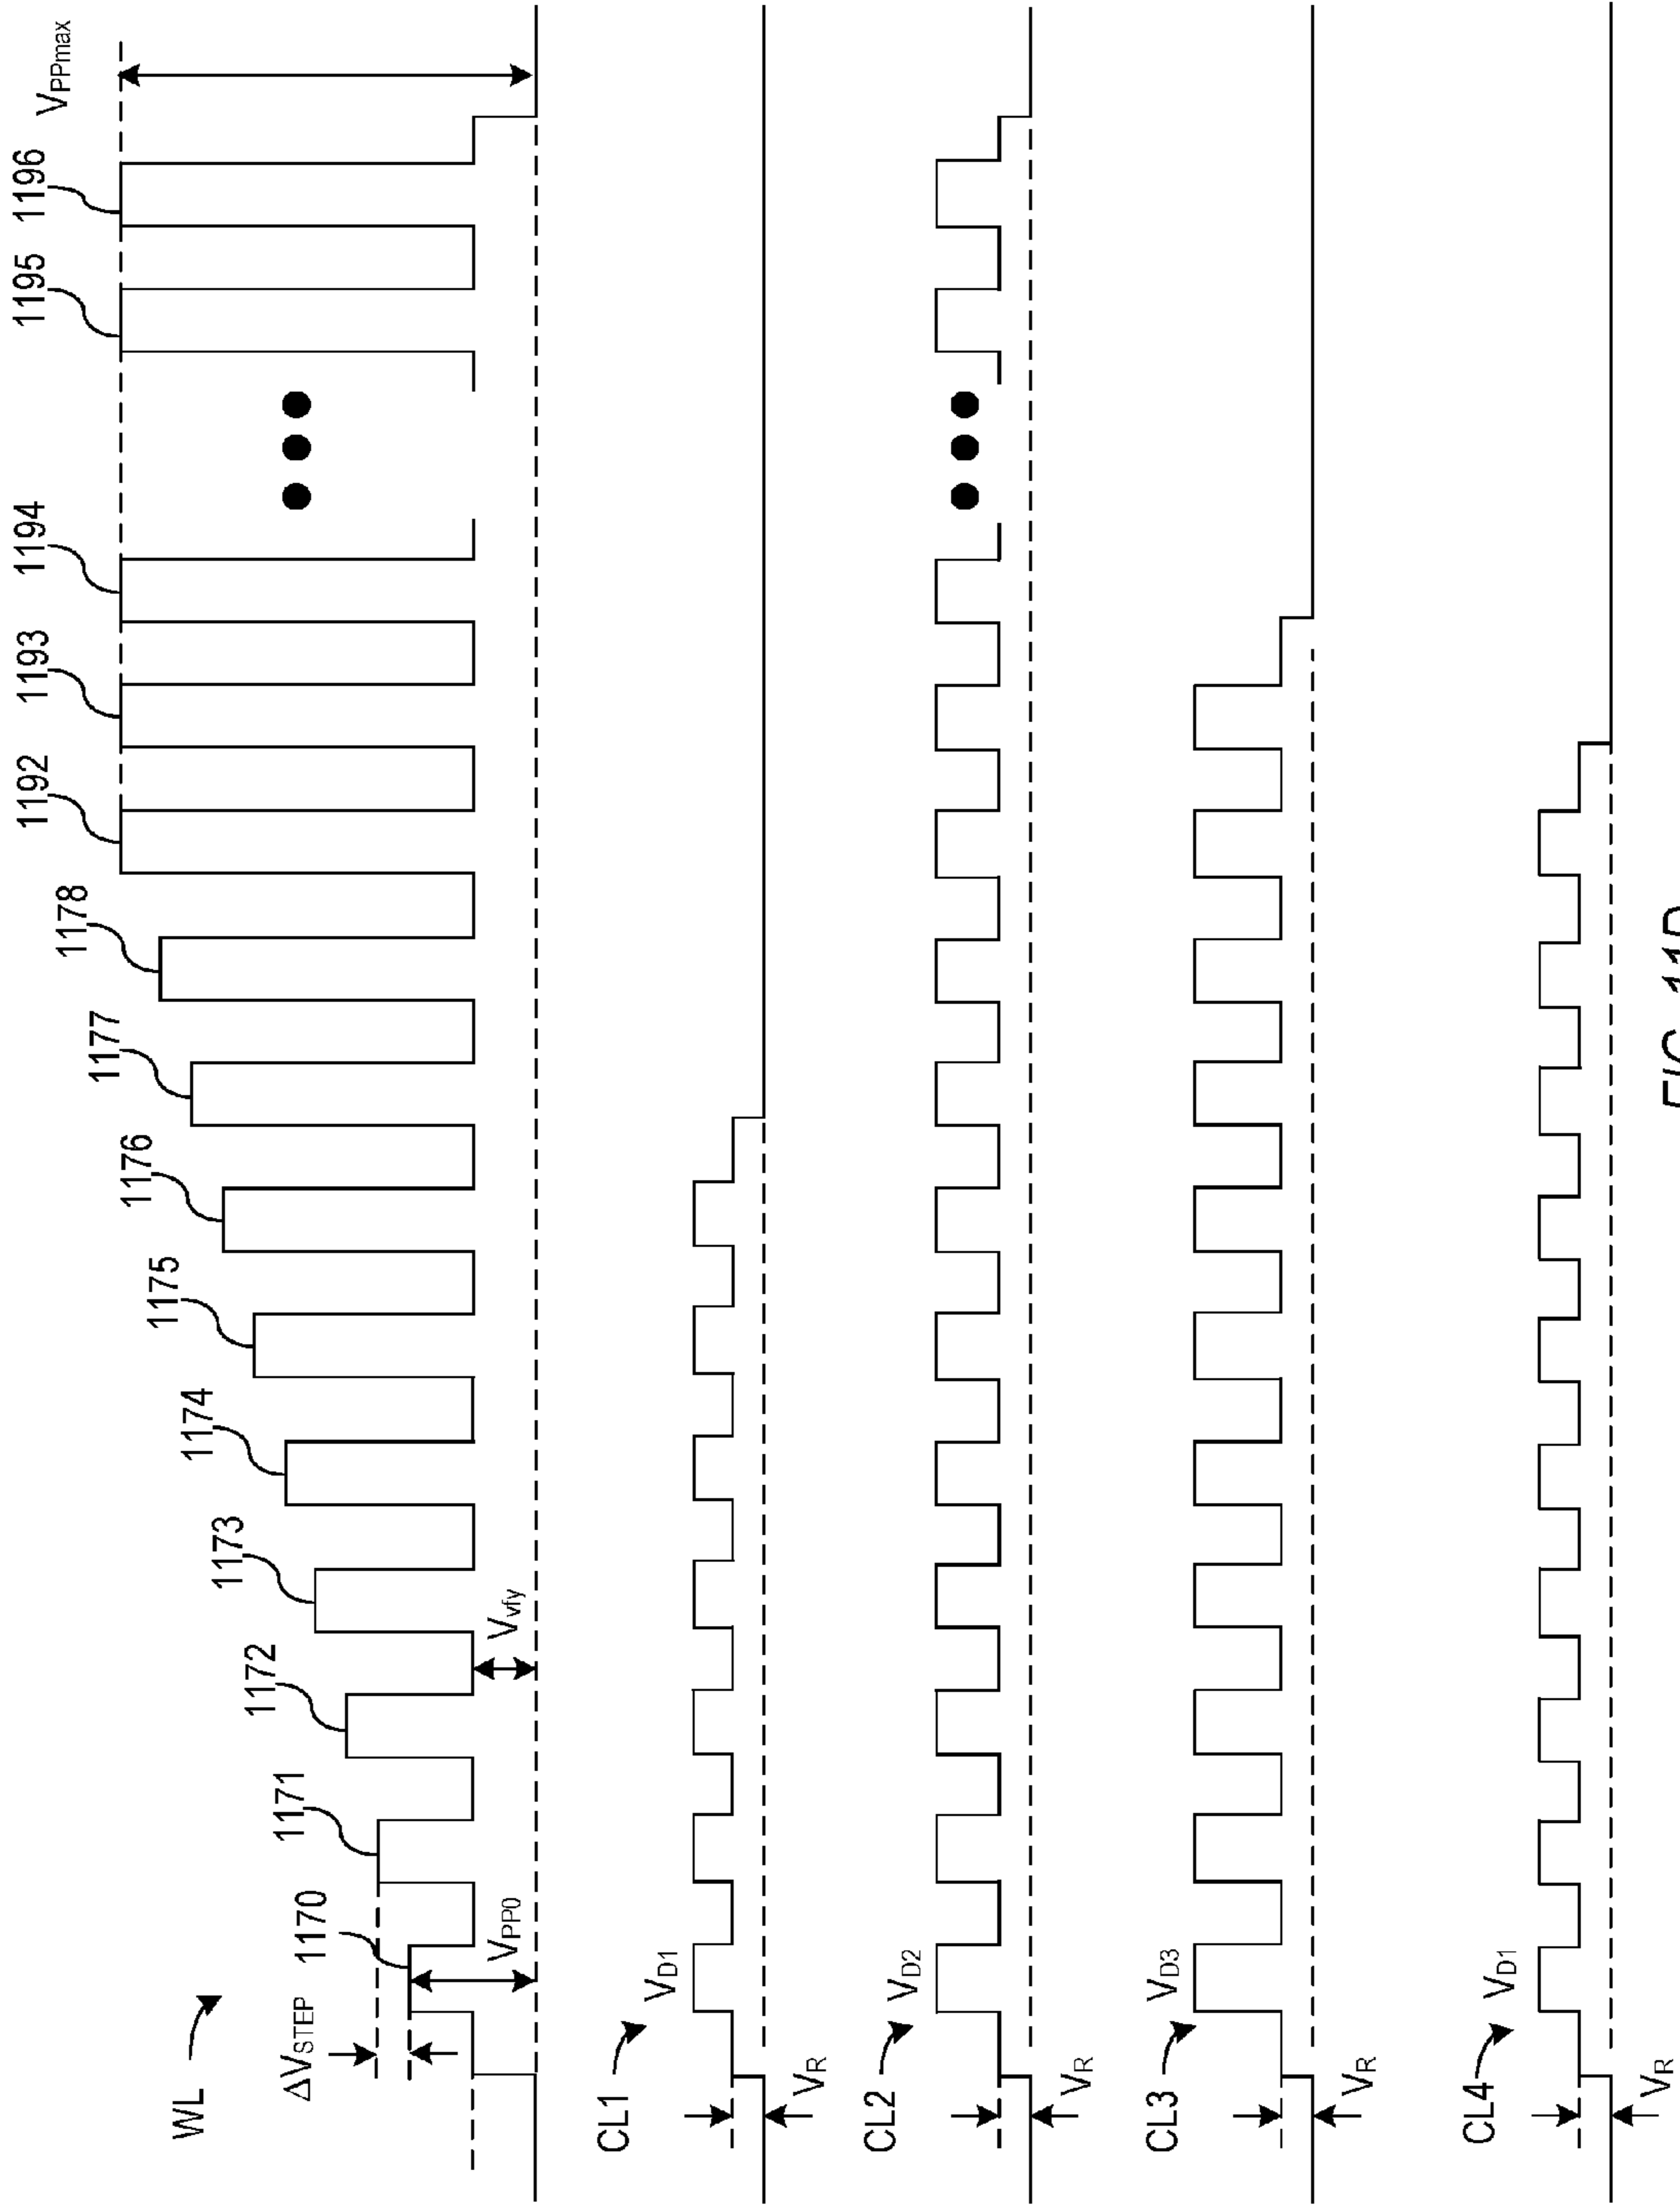 WL
ΔVSTEP
1170
1171
1172
1173
1174
1175
1176
1177
1178
1192
1193
1194
1195
1196
VPP0
Vvfy
VPPmax
CL1
VD1
VR
CL2
VD2
VR
CL3
VD3
VR
CL4
VD1
VR